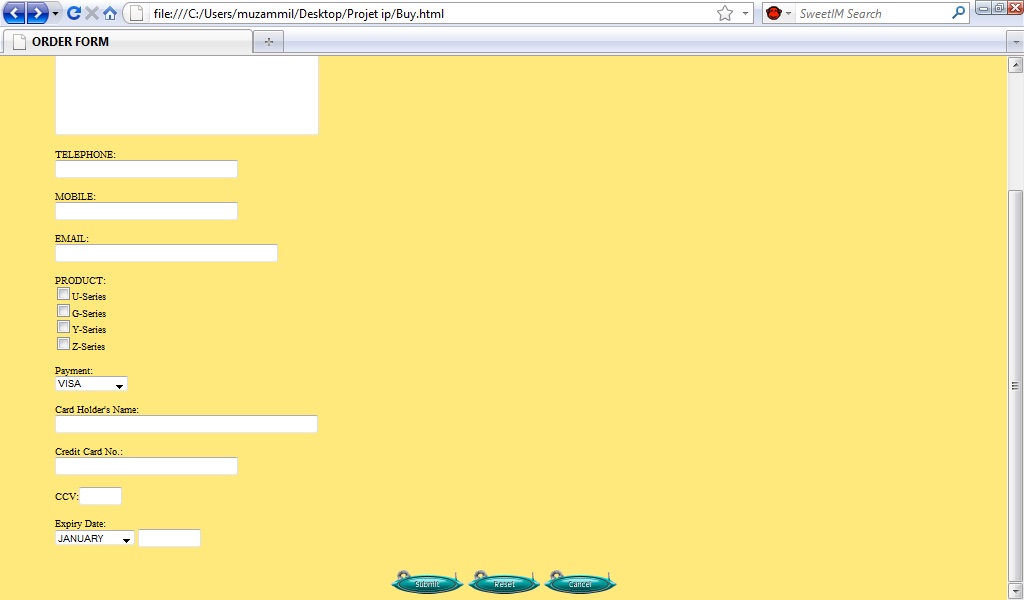 file:///C:/Users/muzammil/Desktop/Projet ip/Buy.html
SweetIM Search
ORDER FORM
TELEPHONE:
MOBILE:
EMAIL:
PRODUCT:
U-Series
G-Series
Y-Series
Z-Series
Payment:
VISA
Card Holder's Name:
Credit Card No.:
CCV:
Expiry Date:
JANUARY
Submit Reset Cancel